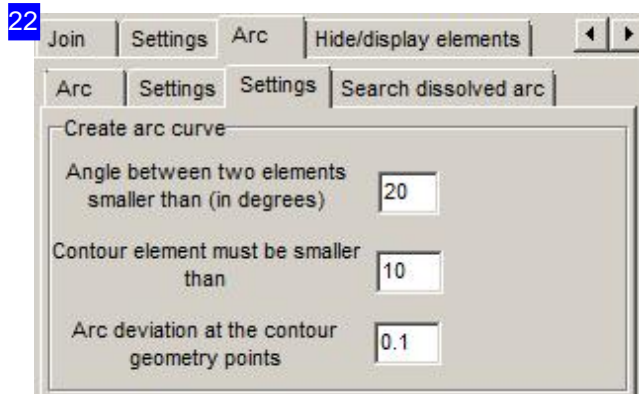 22
Join Settings Arc Hide/display elements
Arc Settings Settings Search dissolved arc
Create arc curve
Angle between two elements
smaller than (in degrees)
20
Contour element must be smaller
than
10
Arc deviation at the contour
geometry points
0.1